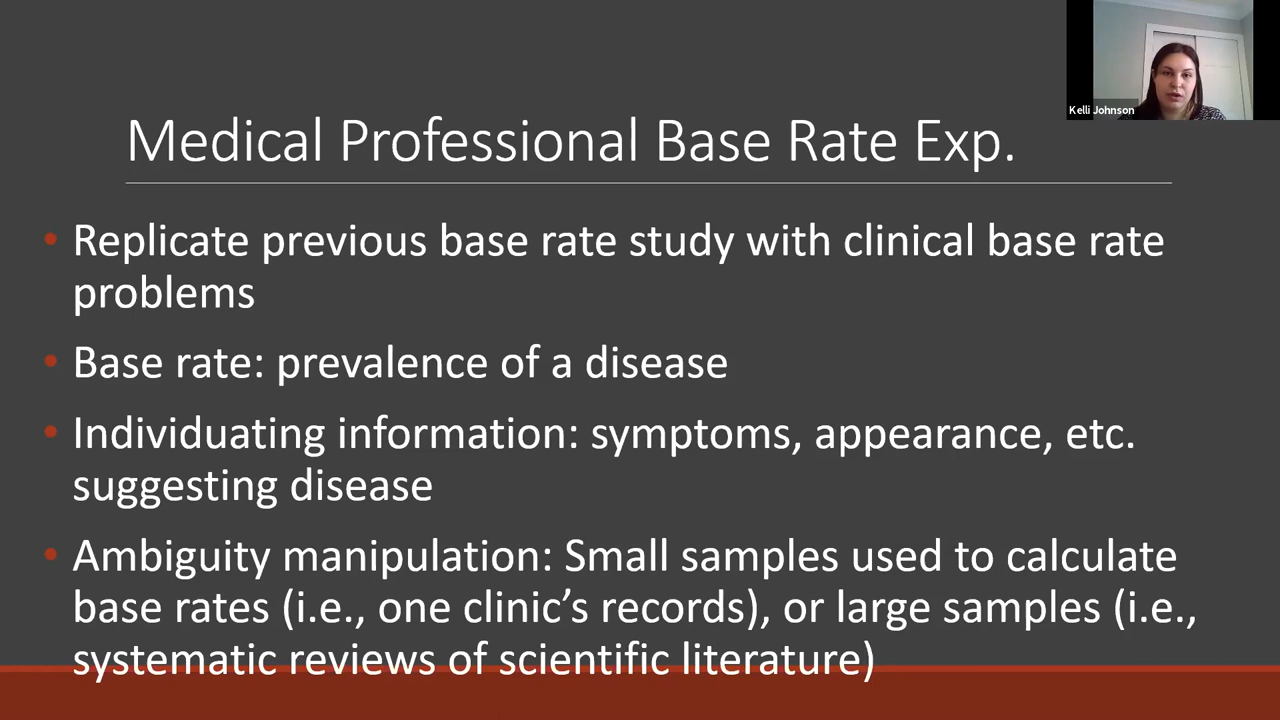 Kelli Johnson
Medical Professional Base Rate Exp.
• Replicate previous base rate study with clinical base rate
problems
• Base rate: prevalence of a disease
• Individuating information: symptoms, appearance, etc.
suggesting disease
• Ambiguity manipulation: Small samples used to calculate
base rates (i.e., one clinic’s records), or large samples (i.e.,
systematic reviews of scientific literature)